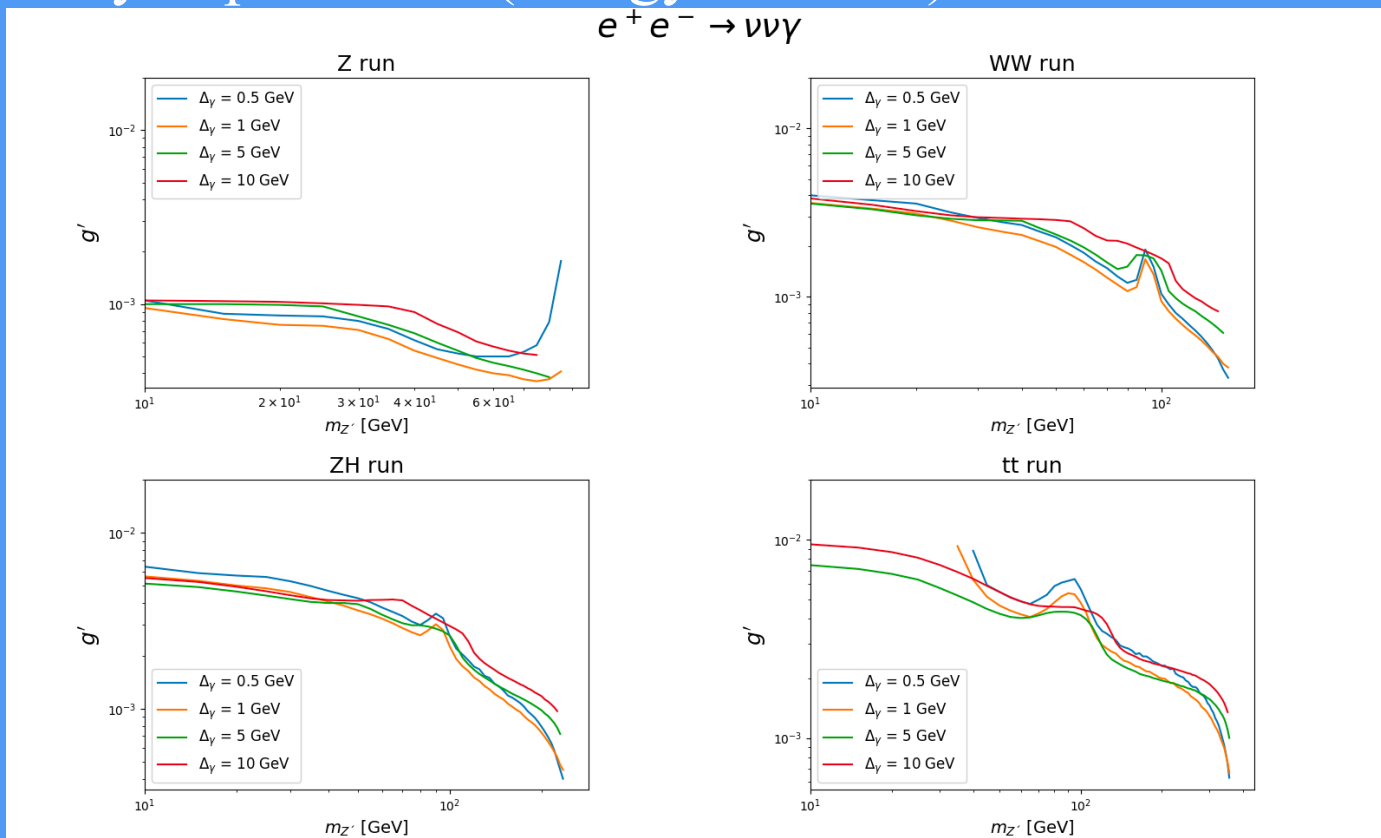 e⁺e⁻ → ννγ
Z run
Δγ = 0.5 GeV
Δγ = 1 GeV
Δγ = 5 GeV
Δγ = 10 GeV
10⁻²
10⁻³
g′
10¹
2 × 10¹
3 × 10¹
4 × 10¹
6 × 10¹
m_Z′ [GeV]
WW run
Δγ = 0.5 GeV
Δγ = 1 GeV
Δγ = 5 GeV
Δγ = 10 GeV
10⁻²
10⁻³
g′
10¹
10²
m_Z′ [GeV]
ZH run
10⁻²
10⁻³
g′
Δγ = 0.5 GeV
Δγ = 1 GeV
Δγ = 5 GeV
Δγ = 10 GeV
10¹
10²
m_Z′ [GeV]
tt run
10⁻²
10⁻³
g′
Δγ = 0.5 GeV
Δγ = 1 GeV
Δγ = 5 GeV
Δγ = 10 GeV
10¹
10²
m_Z′ [GeV]